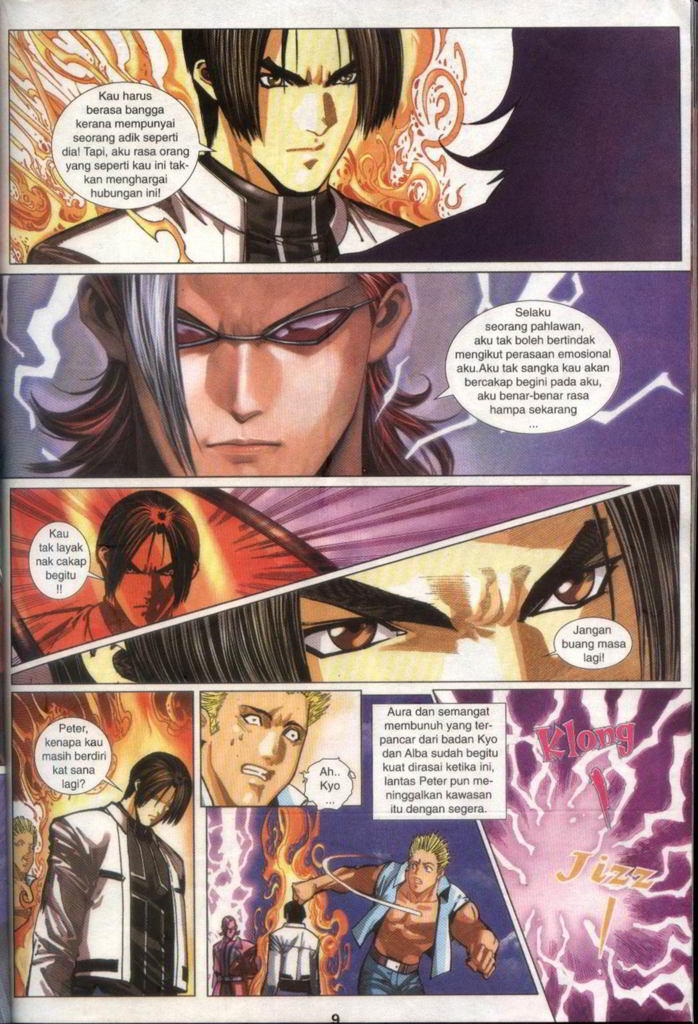 Kau harus
berasa bangga
kerana mempunyai
seorang adik seperti
dia! Tapi, aku rasa orang
yang seperti kau ini tak-
kan menghargai
hubungan ini!
Selaku
seorang pahlawan,
aku tak boleh bertindak
mengikut perasaan emosional
aku.Aku tak sangka kau akan
bercakap begini pada aku,
aku benar-benar rasa
hampa sekarang
...
Kau
tak layak
nak cakap
begitu
!!
Jangan
buang masa
lagi!
Peter,
kenapa kau
masih berdiri
kat sana
lagi?
Ah..
Kyo
...
Aura dan semangat
membunuh yang ter-
pancar dari badan Kyo
dan Alba sudah begitu
kuat dirasai ketika ini,
lantas Peter pun me-
ninggalkan kawasan
itu dengan segera.
Klong
!
Jizz
!
9